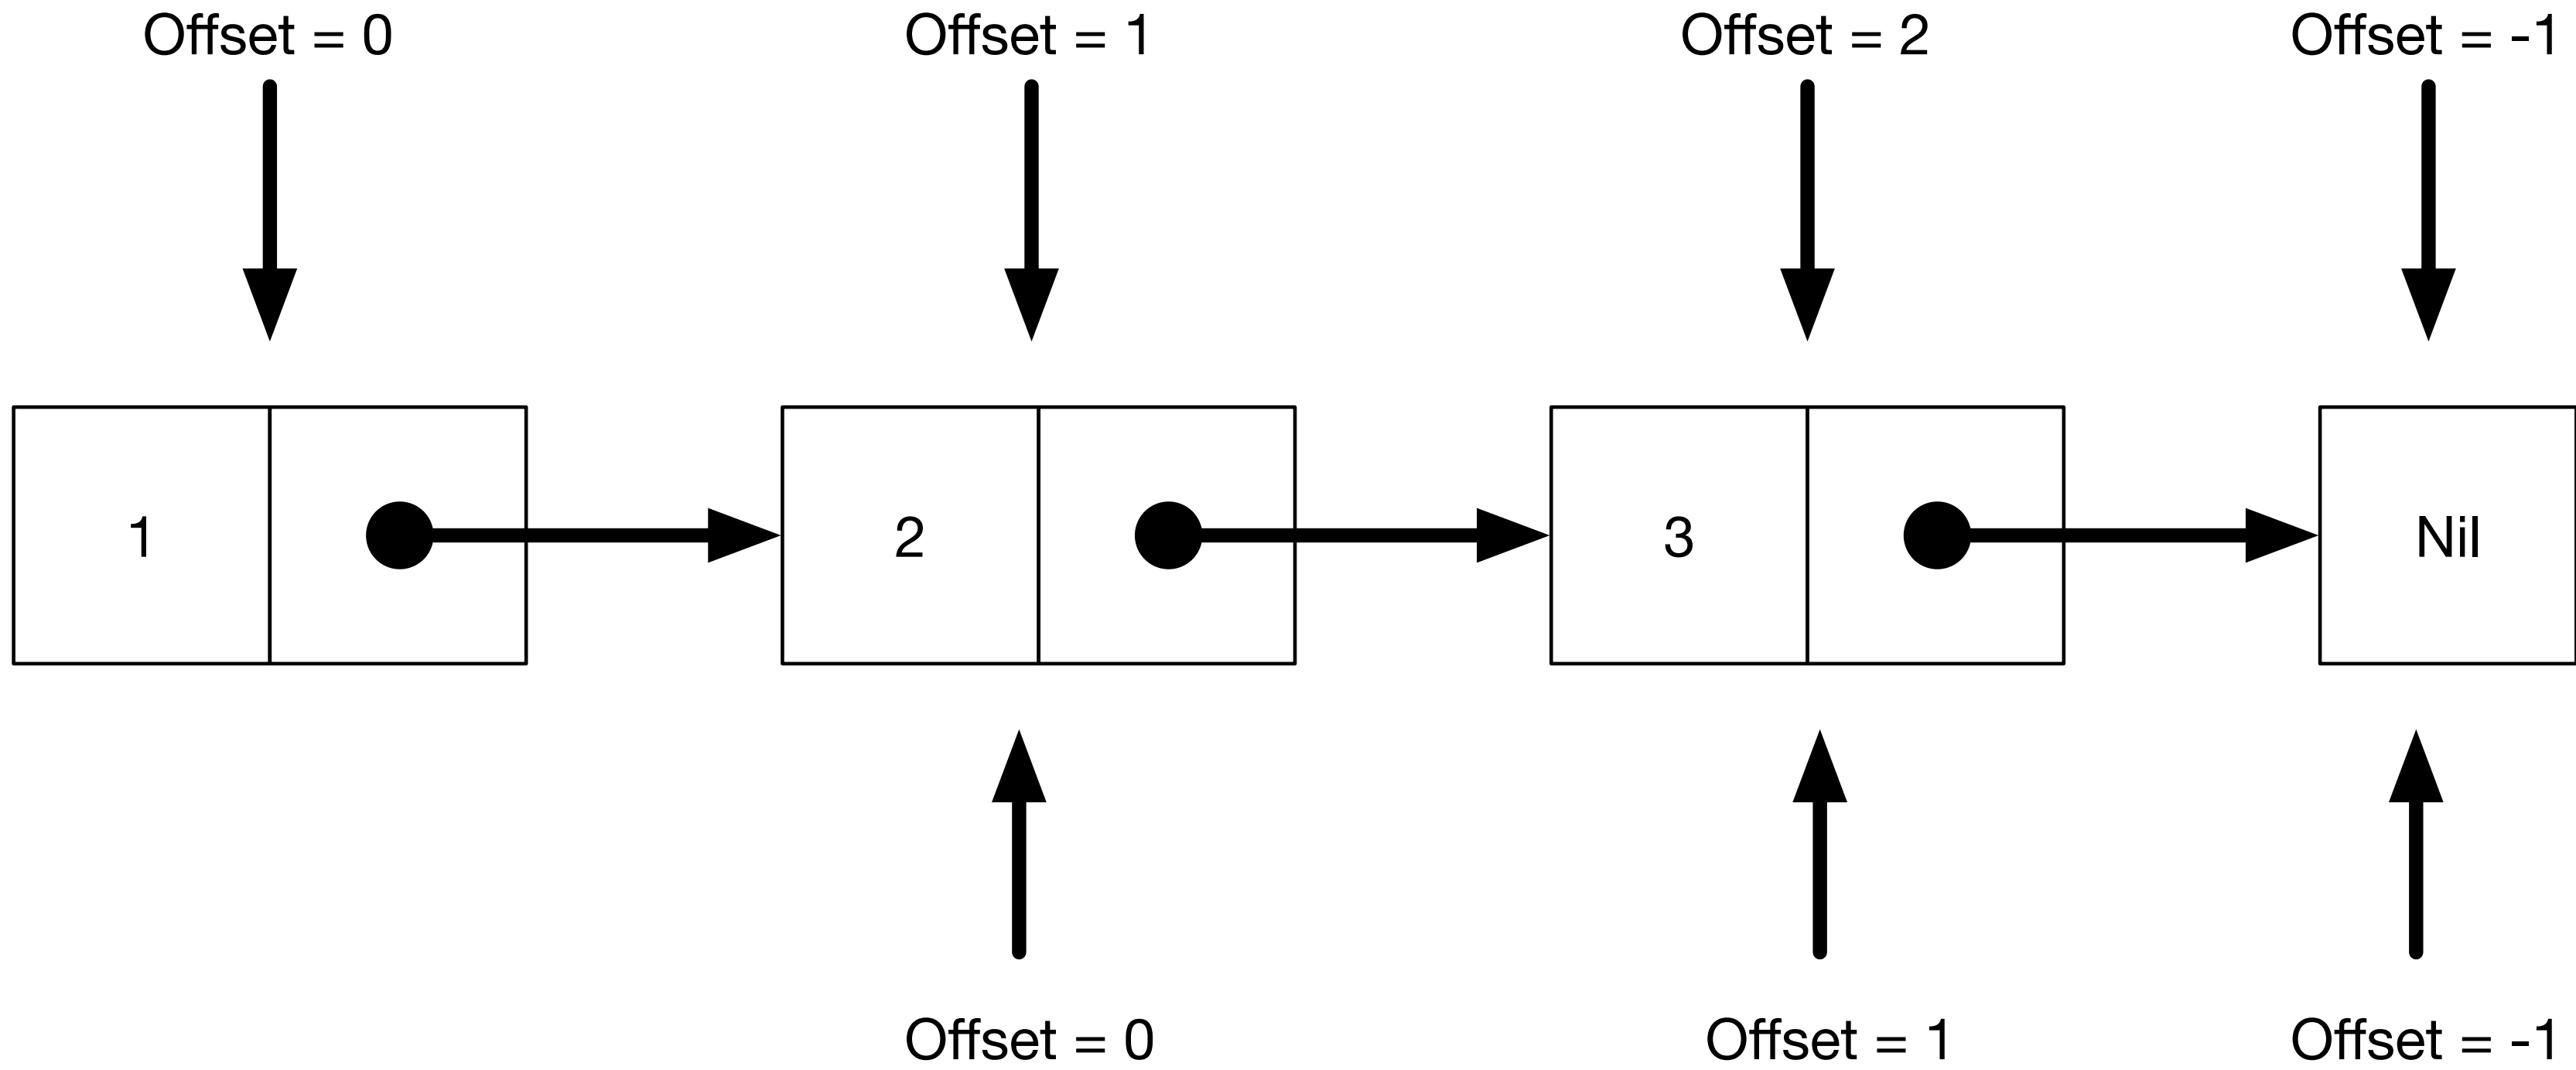 Offset = 0
Offset = 1
Offset = 2
Offset = -1
1
2
3
Nil
Offset = 0
Offset = 1
Offset = -1